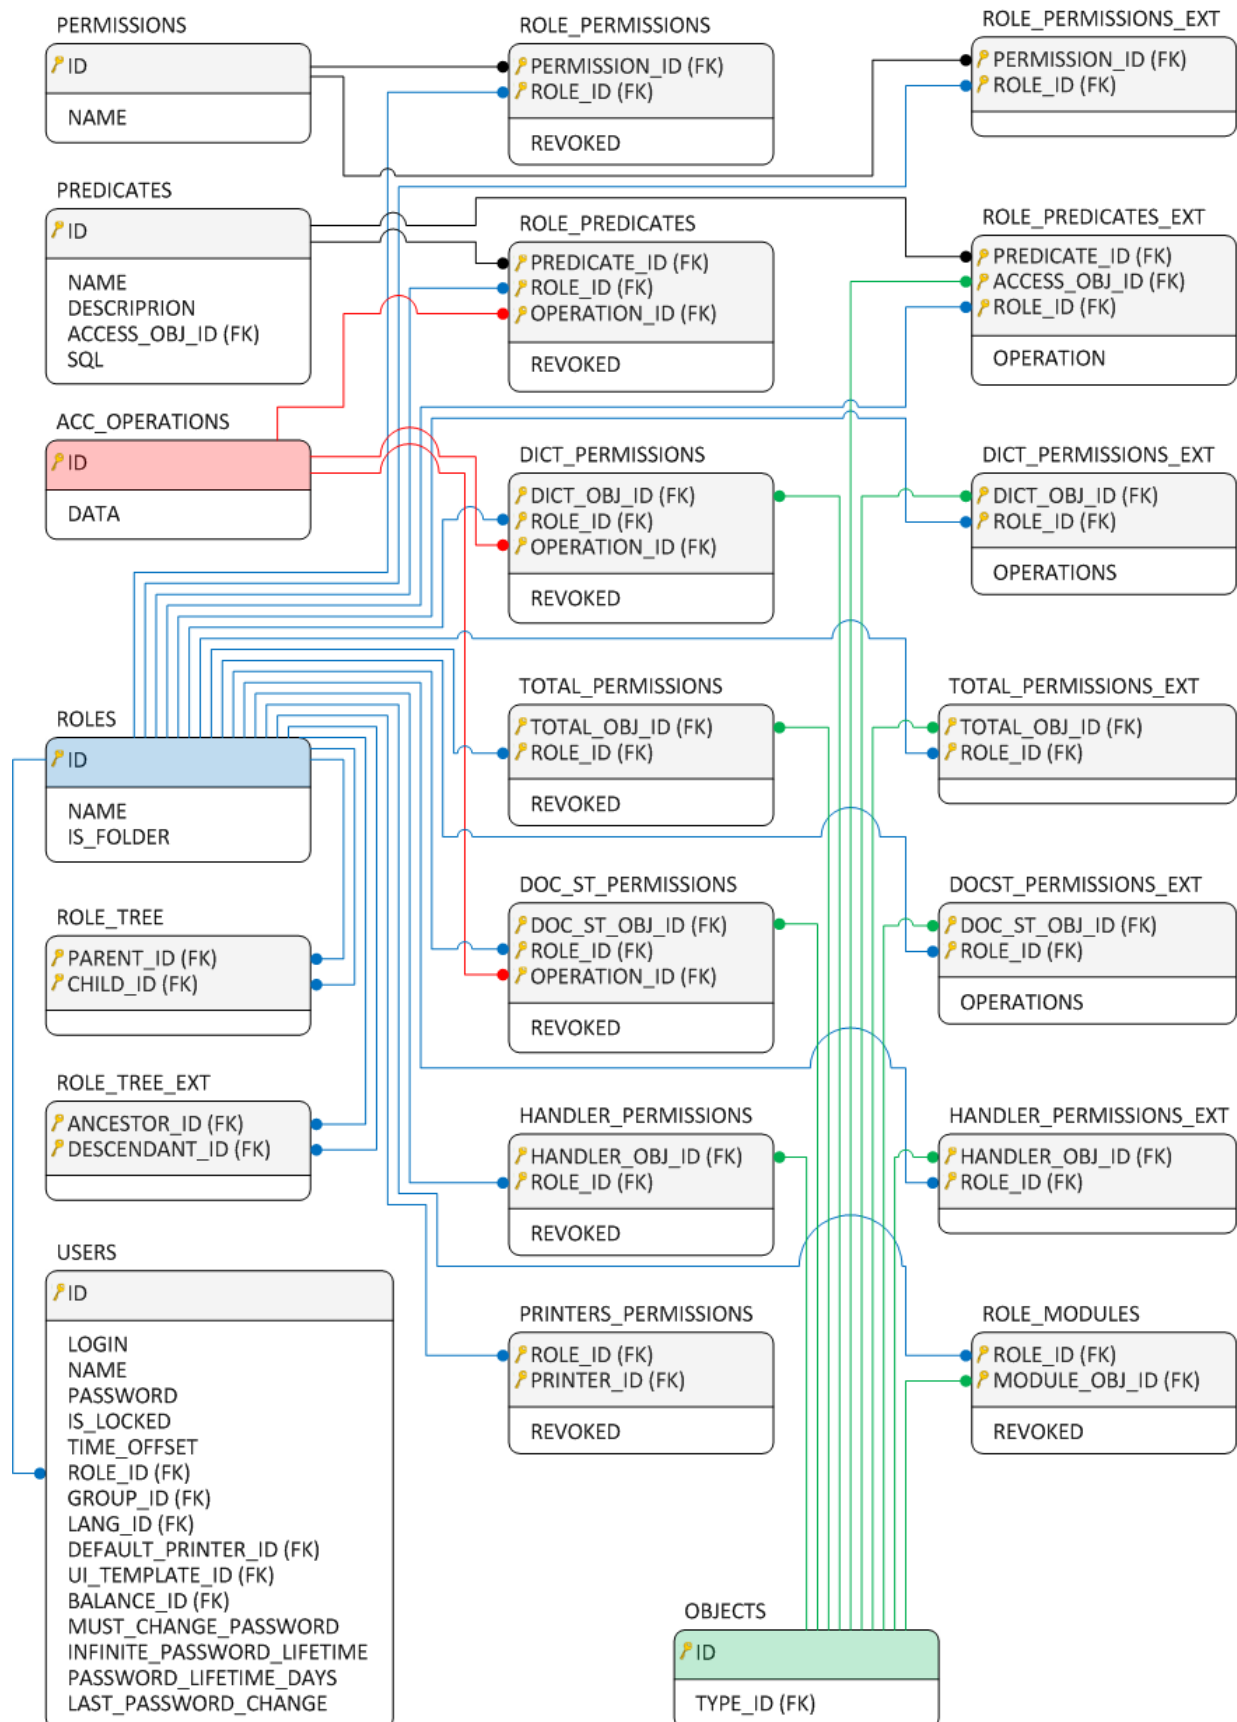 PERMISSIONS
ID
NAME
ROLE_PERMISSIONS
PERMISSION_ID (FK)
ROLE_ID (FK)
REVOKED
ROLE_PERMISSIONS_EXT
PERMISSION_ID (FK)
ROLE_ID (FK)
PREDICATES
ID
NAME
DESCRIPRION
ACCESS_OBJ_ID (FK)
SQL
ROLE_PREDICATES
PREDICATE_ID (FK)
ROLE_ID (FK)
OPERATION_ID (FK)
REVOKED
ROLE_PREDICATES_EXT
PREDICATE_ID (FK)
ACCESS_OBJ_ID (FK)
ROLE_ID (FK)
OPERATION
ACC_OPERATIONS
ID
DATA
DICT_PERMISSIONS
DICT_OBJ_ID (FK)
ROLE_ID (FK)
OPERATION_ID (FK)
REVOKED
DICT_PERMISSIONS_EXT
DICT_OBJ_ID (FK)
ROLE_ID (FK)
OPERATIONS
ROLES
ID
NAME
IS_FOLDER
TOTAL_PERMISSIONS
TOTAL_OBJ_ID (FK)
ROLE_ID (FK)
REVOKED
TOTAL_PERMISSIONS_EXT
TOTAL_OBJ_ID (FK)
ROLE_ID (FK)
ROLE_TREE
PARENT_ID (FK)
CHILD_ID (FK)
DOC_ST_PERMISSIONS
DOC_ST_OBJ_ID (FK)
ROLE_ID (FK)
OPERATION_ID (FK)
REVOKED
DOCST_PERMISSIONS_EXT
DOC_ST_OBJ_ID (FK)
ROLE_ID (FK)
OPERATIONS
ROLE_TREE_EXT
ANCESTOR_ID (FK)
DESCENDANT_ID (FK)
HANDLER_PERMISSIONS
HANDLER_OBJ_ID (FK)
ROLE_ID (FK)
REVOKED
HANDLER_PERMISSIONS_EXT
HANDLER_OBJ_ID (FK)
ROLE_ID (FK)
USERS
ID
LOGIN
NAME
PASSWORD
IS_LOCKED
TIME_OFFSET
ROLE_ID (FK)
GROUP_ID (FK)
LANG_ID (FK)
DEFAULT_PRINTER_ID (FK)
UI_TEMPLATE_ID (FK)
BALANCE_ID (FK)
MUST_CHANGE_PASSWORD
INFINITE_PASSWORD_LIFETIME
PASSWORD_LIFETIME_DAYS
LAST_PASSWORD_CHANGE
PRINTERS_PERMISSIONS
ROLE_ID (FK)
PRINTER_ID (FK)
REVOKED
ROLE_MODULES
ROLE_ID (FK)
MODULE_OBJ_ID (FK)
REVOKED
OBJECTS
ID
TYPE_ID (FK)